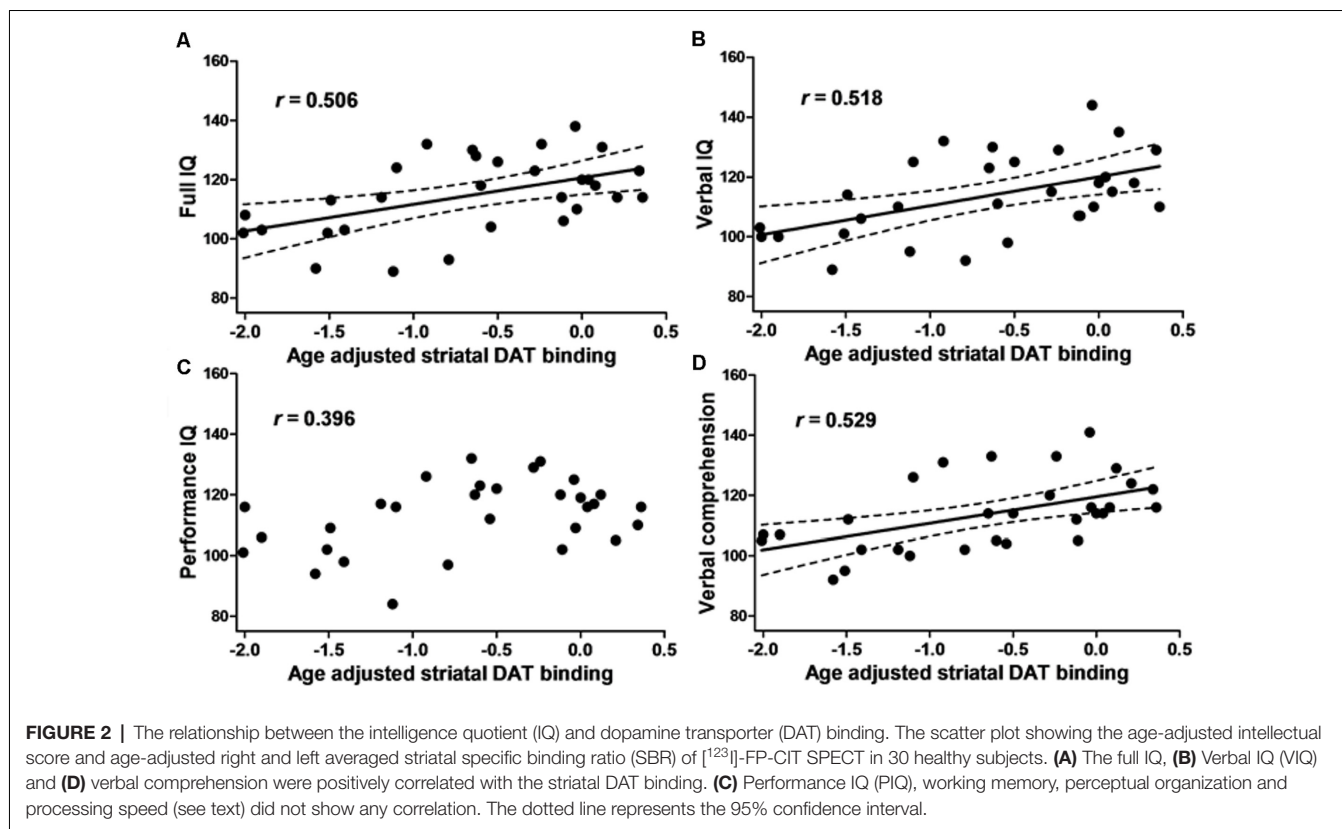 A
160
r = 0.506
140
Full IQ
120
100
80
-2.0 -1.5 -1.0 -0.5 0.0 0.5
Age adjusted striatal DAT binding
B
160
r = 0.518
140
Verbal IQ
120
100
80
-2.0 -1.5 -1.0 -0.5 0.0 0.5
Age adjusted striatal DAT binding
C
160
r = 0.396
140
Performance IQ
120
100
80
-2.0 -1.5 -1.0 -0.5 0.0 0.5
Age adjusted striatal DAT binding
D
160
r = 0.529
140
Verbal comprehension
120
100
80
-2.0 -1.5 -1.0 -0.5 0.0 0.5
Age adjusted striatal DAT binding
FIGURE 2 | The relationship between the intelligence quotient (IQ) and dopamine transporter (DAT) binding. The scatter plot showing the age-adjusted intellectual
score and age-adjusted right and left averaged striatal specific binding ratio (SBR) of [¹²³I]-FP-CIT SPECT in 30 healthy subjects. (A) The full IQ, (B) Verbal IQ (VIQ)
and (D) verbal comprehension were positively correlated with the striatal DAT binding. (C) Performance IQ (PIQ), working memory, perceptual organization and
processing speed (see text) did not show any correlation. The dotted line represents the 95% confidence interval.